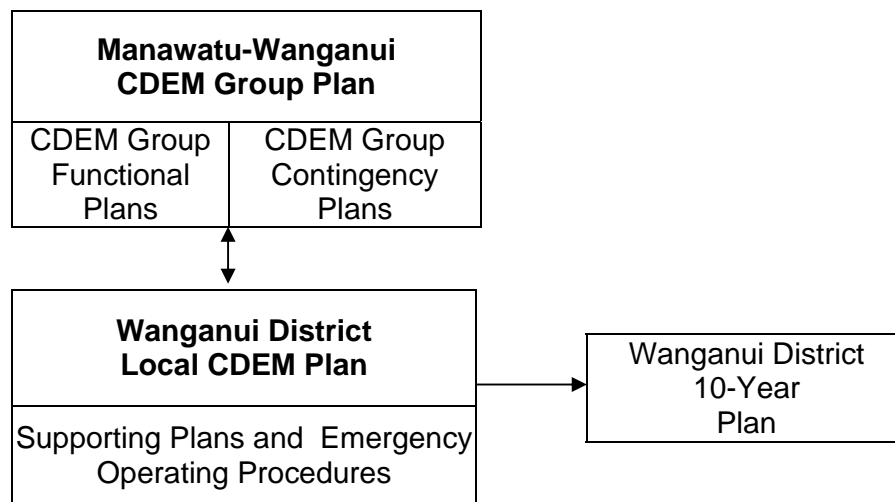 Manawatu-Wanganui
CDEM Group Plan
CDEM Group
Functional
Plans
CDEM Group
Contingency
Plans
Wanganui District
Local CDEM Plan
Supporting Plans and Emergency
Operating Procedures
Wanganui District
10-Year
Plan